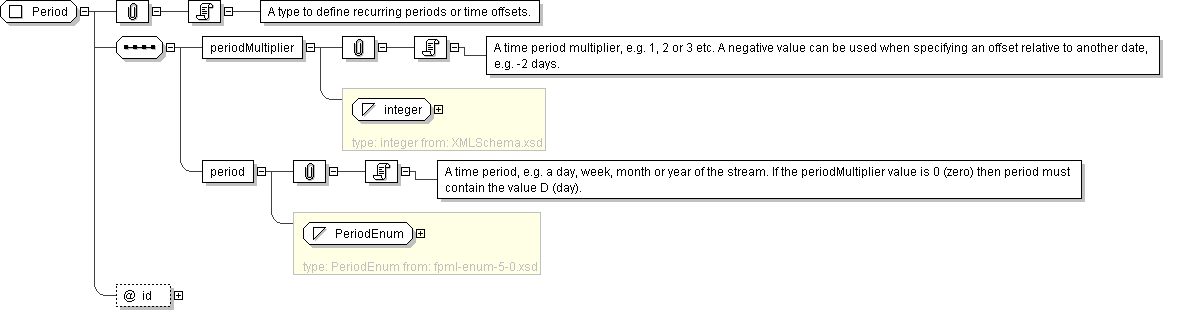 Period
A type to define recurring periods or time offsets.
periodMultiplier
A time period multiplier, e.g. 1, 2 or 3 etc. A negative value can be used when specifying an offset relative to another date,
e.g. -2 days.
integer
type: integer from: XMLSchema.xsd
period
A time period, e.g. a day, week, month or year of the stream. If the periodMultiplier value is 0 (zero) then period must
contain the value D (day).
PeriodEnum
type: PeriodEnum from: fpml-enum-5-0.xsd
@ id